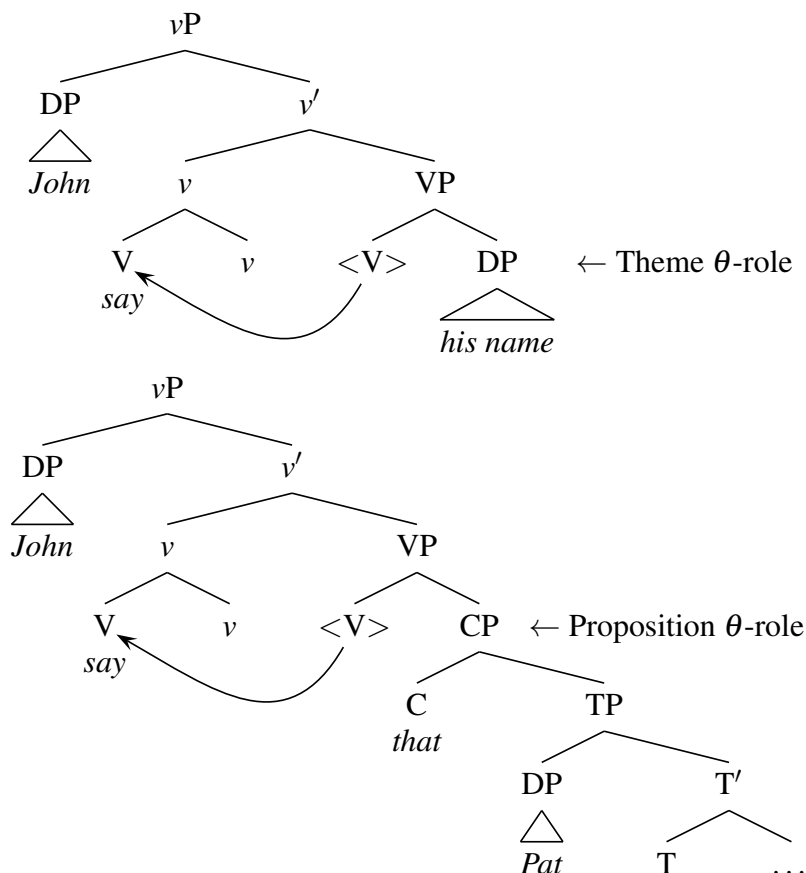 vP
DP v′
John v VP
V v <V> DP ← Theme θ-role
say his name
vP
DP v′
John v VP
V v <V> CP ← Proposition θ-role
say C TP
that DP T′
Pat T ...